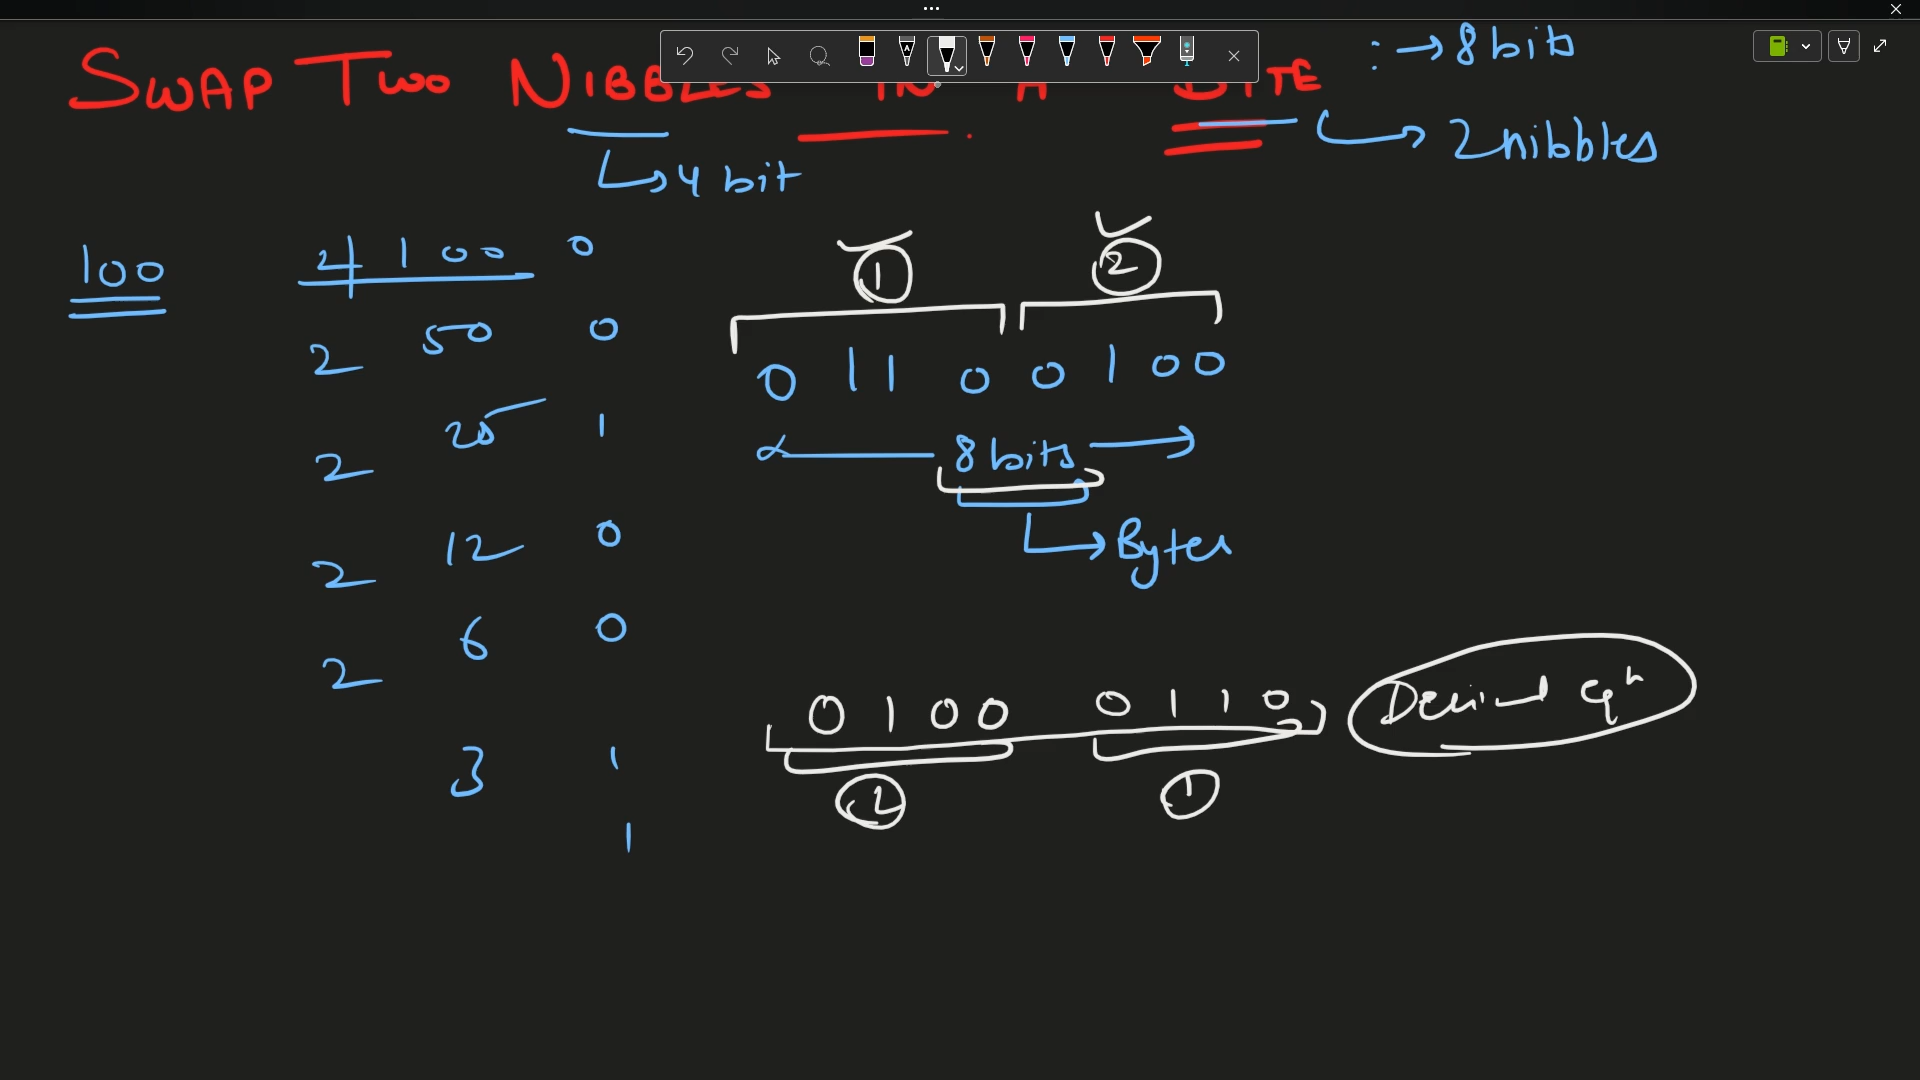 SWAP TWO NIBBLES IN A BYTE : → 8 bits
↳ 4 bit
↳ 2 nibbles
100
2 100 0
2 50 0
2 25 1
2 12 0
2 6 0
3 1
1
1 2
0 1 1 0 0 1 0 0
8 bits
↳ Bytes
0 1 0 0 0 1 1 0
2 1